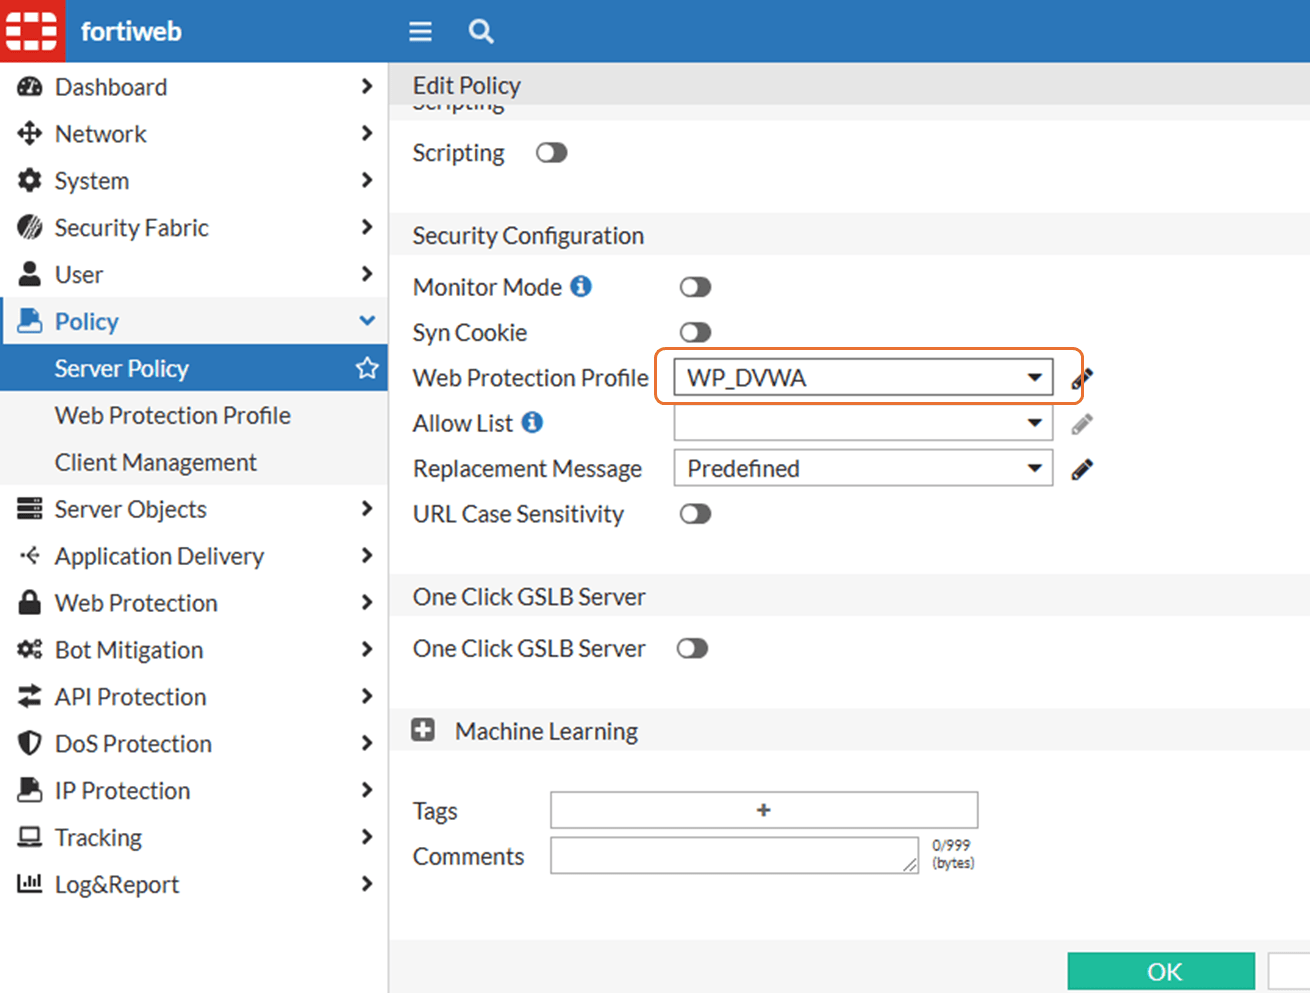 fortiweb
Dashboard
Network
System
Security Fabric
User
Policy
Server Policy
Web Protection Profile
Client Management
Server Objects
Application Delivery
Web Protection
Bot Mitigation
API Protection
DoS Protection
IP Protection
Tracking
Log&Report
Edit Policy
Scripting
Scripting
Security Configuration
Monitor Mode
Syn Cookie
Web Protection Profile WP_DVWA
Allow List
Replacement Message Predefined
URL Case Sensitivity
One Click GSLB Server
One Click GSLB Server
Machine Learning
Tags +
Comments 0/999
(bytes)
OK